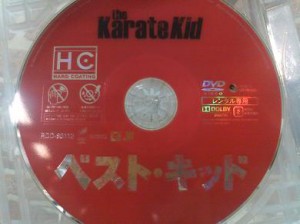 the
Karate Kid
HC
HARD COATING
DVD
レンタル専用
DOLBY
ベスト・キッド